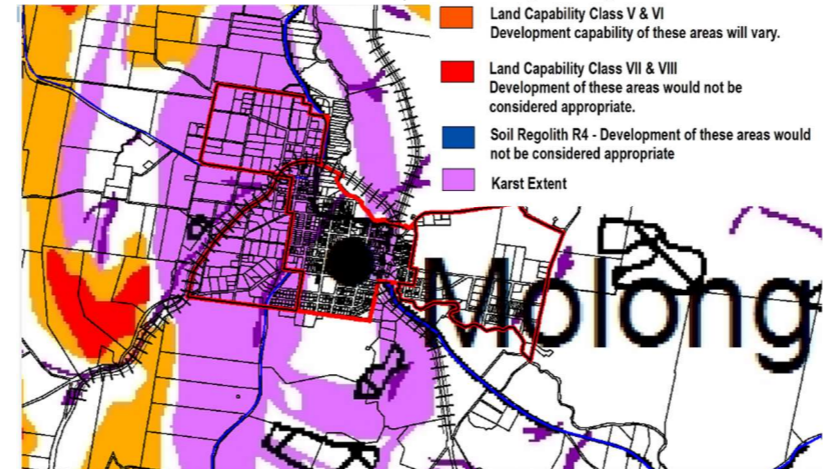 Land Capability Class V & VI
Development capability of these areas will vary.
Land Capability Class VII & VIII
Development of these areas would not be
considered appropriate.
Soil Regolith R4 - Development of these areas would
not be considered appropriate
Karst Extent
Molong